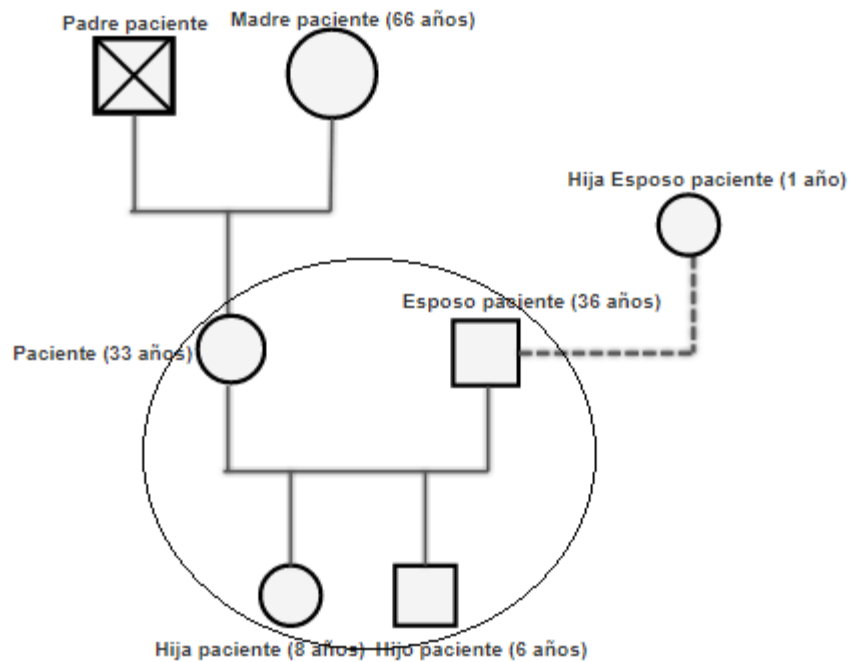 Padre paciente
Madre paciente (66 años)
Hija Esposo paciente (1 año)
Esposo paciente (36 años)
Paciente (33 años)
Hija paciente (8 años)
Hijo paciente (6 años)